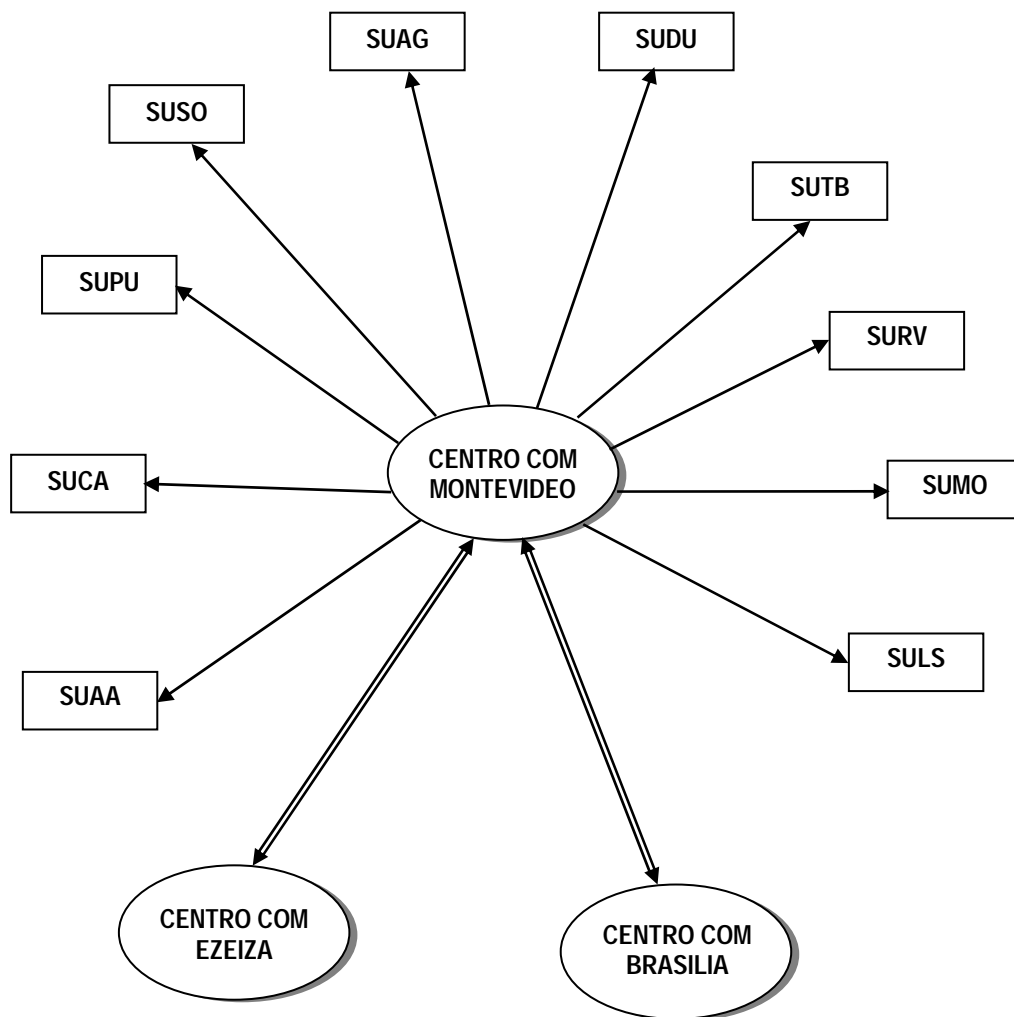 SUAG
SUDU
SUSO
SUTB
SUPU
SURV
CENTRO COM
MONTEVIDEO
SUCA
SUMO
SULS
SUAA
CENTRO COM
EZEIZA
CENTRO COM
BRASILIA